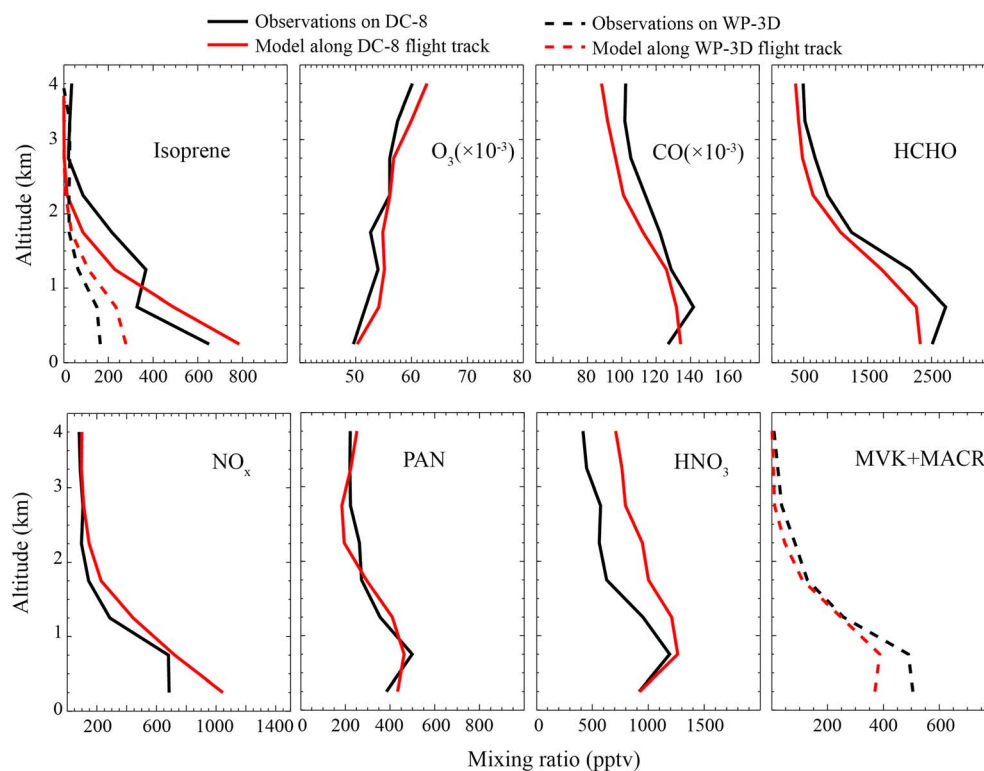 Observations on DC-8 Observations on WP-3D
Model along DC-8 flight track Model along WP-3D flight track
Altitude (km)
4
3
2
1
0
Isoprene
O3(×10-3)
CO(×10-3)
HCHO
0 200 400 600 800
50 60 70 80
80 100 120 140 160
500 1500 2500
Altitude (km)
4
3
2
1
0
NOx
PAN
HNO3
MVK+MACR
200 600 1000 1400
0 200 400 600 800
0 500 1000 1500
200 400 600
Mixing ratio (pptv)